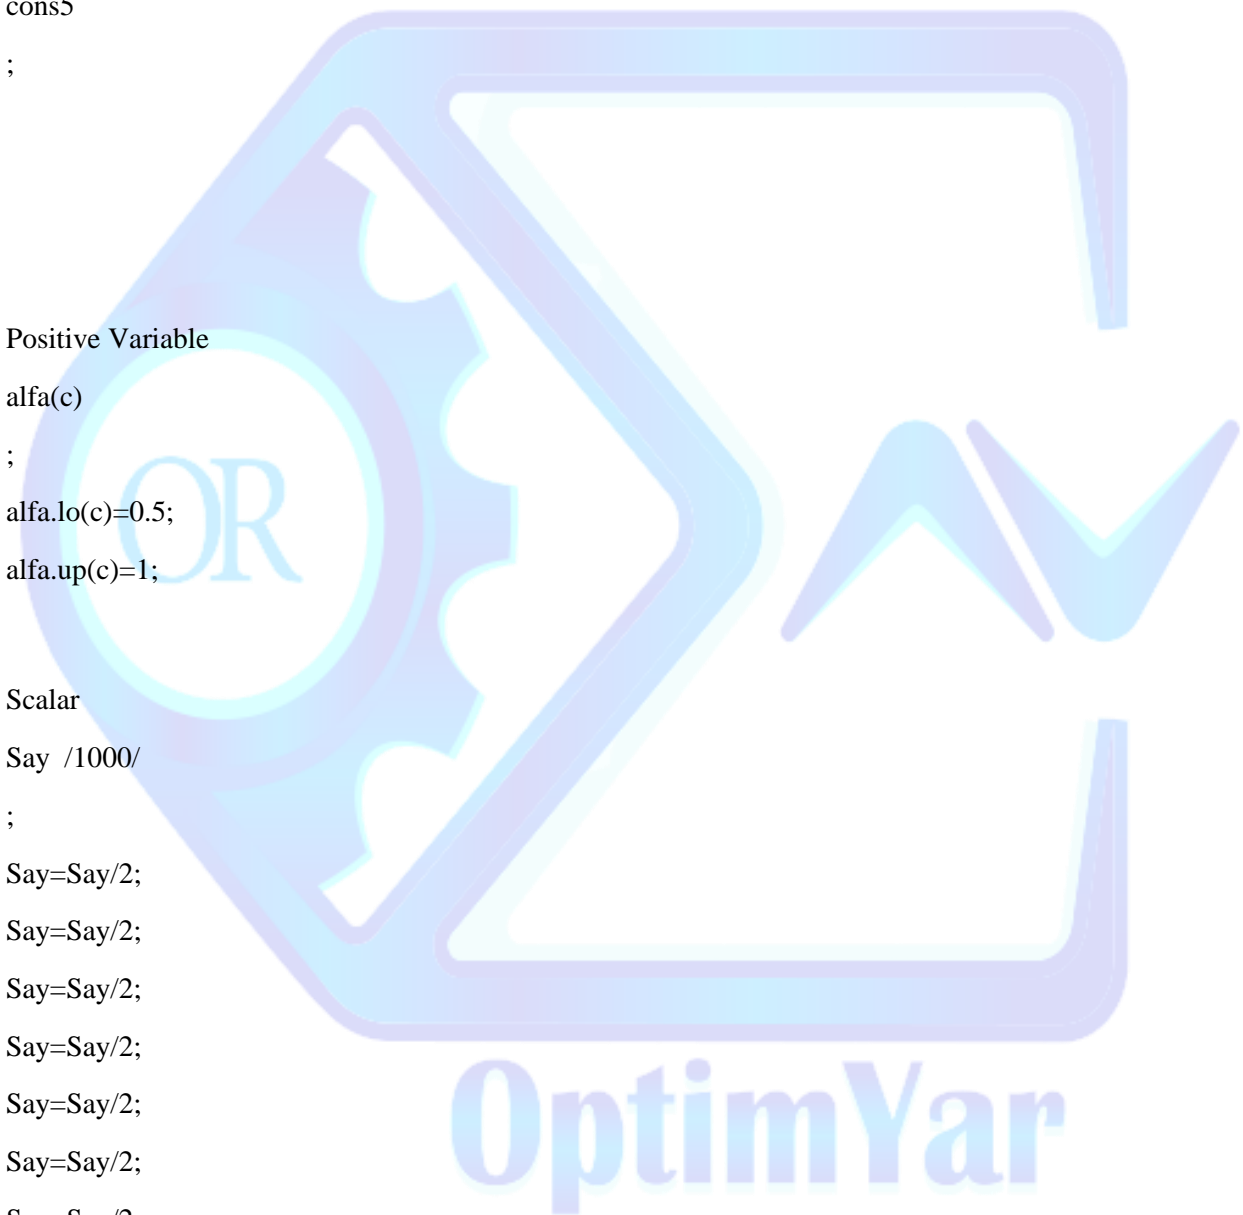 cons5
;
Positive Variable
alfa(c)
;
alfa.lo(c)=0.5;
alfa.up(c)=1;
OR
Scalar
Say /1000/
;
Say=Say/2;
Say=Say/2;
Say=Say/2;
Say=Say/2;
Say=Say/2;
Say=Say/2;
OptimYar